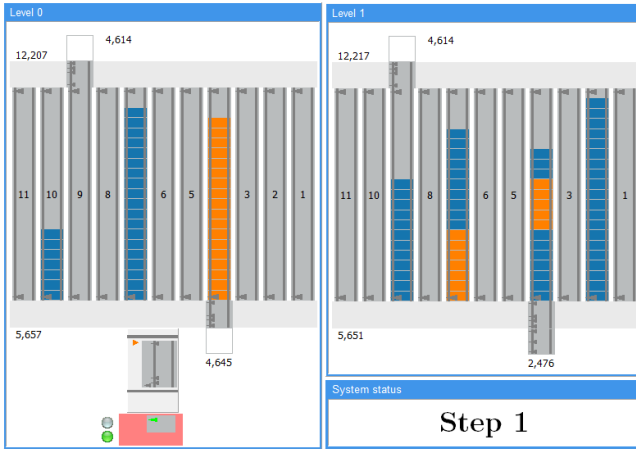 Level 0
4,614
12,207
11 10 9 8 6 5 3 2 1
5,657
4,645
Level 1
4,614
12,217
11 10 8 6 5 3 1
5,651
2,476
System status
Step 1